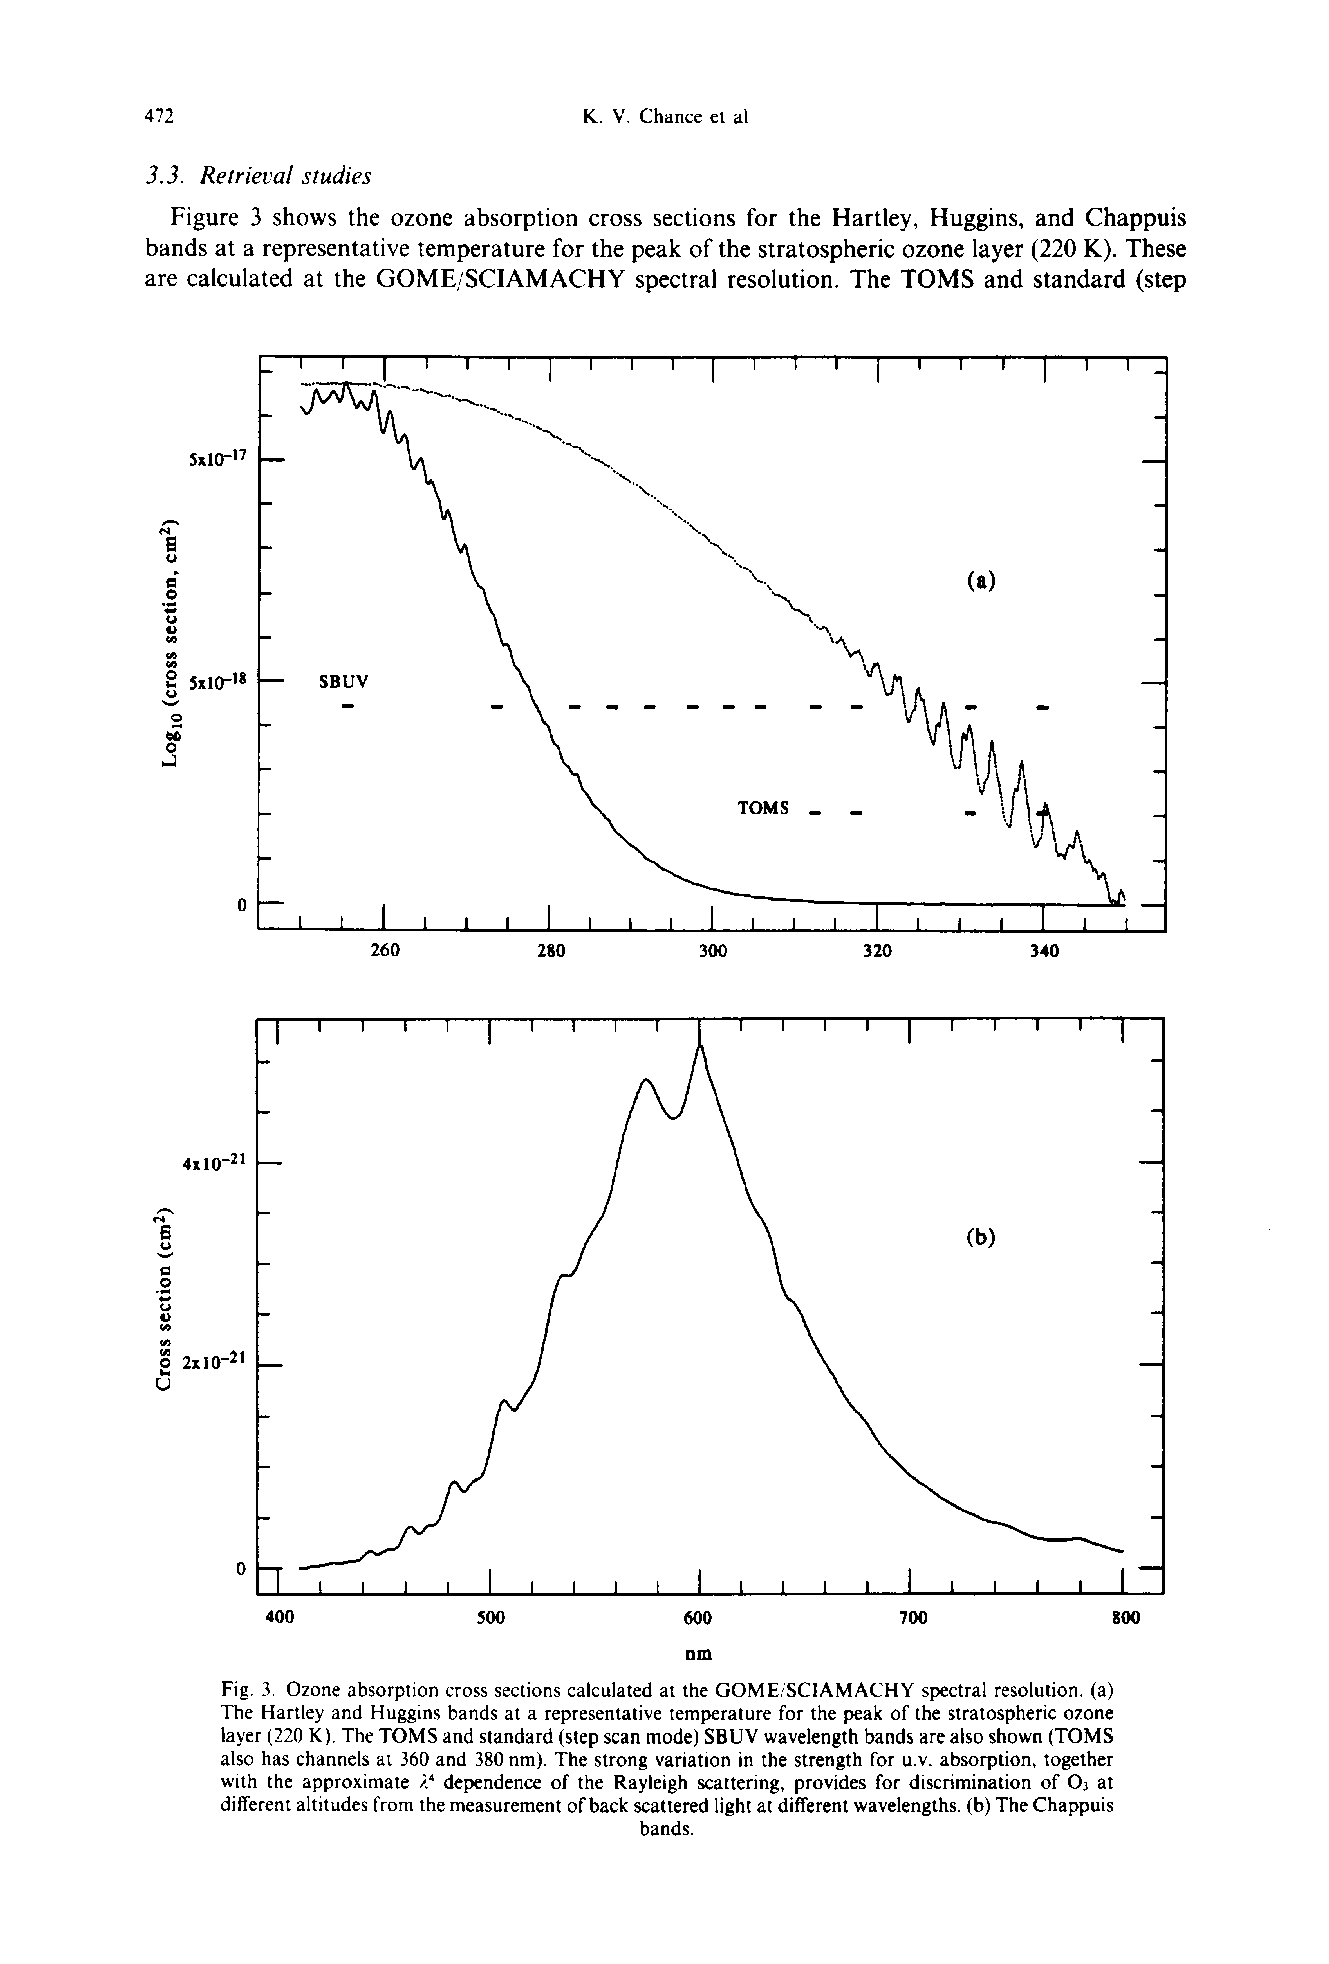 472
K. V. Chance et al
3.3. Retrieval studies
Figure 3 shows the ozone absorption cross sections for the Hartley, Huggins, and Chappuis
bands at a representative temperature for the peak of the stratospheric ozone layer (220 K). These
are calculated at the GOME/SCIAMACHY spectral resolution. The TOMS and standard (step
Log₁₀ (cross section, cm²)
5x10⁻¹⁷
(a)
5x10⁻¹⁸
SBUV
TOMS
0
260 280 300 320 340
Cross section (cm²)
4x10⁻²¹
(b)
2x10⁻²¹
0
400 500 600 700 800
nm
Fig. 3. Ozone absorption cross sections calculated at the GOME/SCIAMACHY spectral resolution. (a)
The Hartley and Huggins bands at a representative temperature for the peak of the stratospheric ozone
layer (220 K). The TOMS and standard (step scan mode) SBUV wavelength bands are also shown (TOMS
also has channels at 360 and 380 nm). The strong variation in the strength for u.v. absorption, together
with the approximate λ⁴ dependence of the Rayleigh scattering, provides for discrimination of O₃ at
different altitudes from the measurement of back scattered light at different wavelengths. (b) The Chappuis
bands.